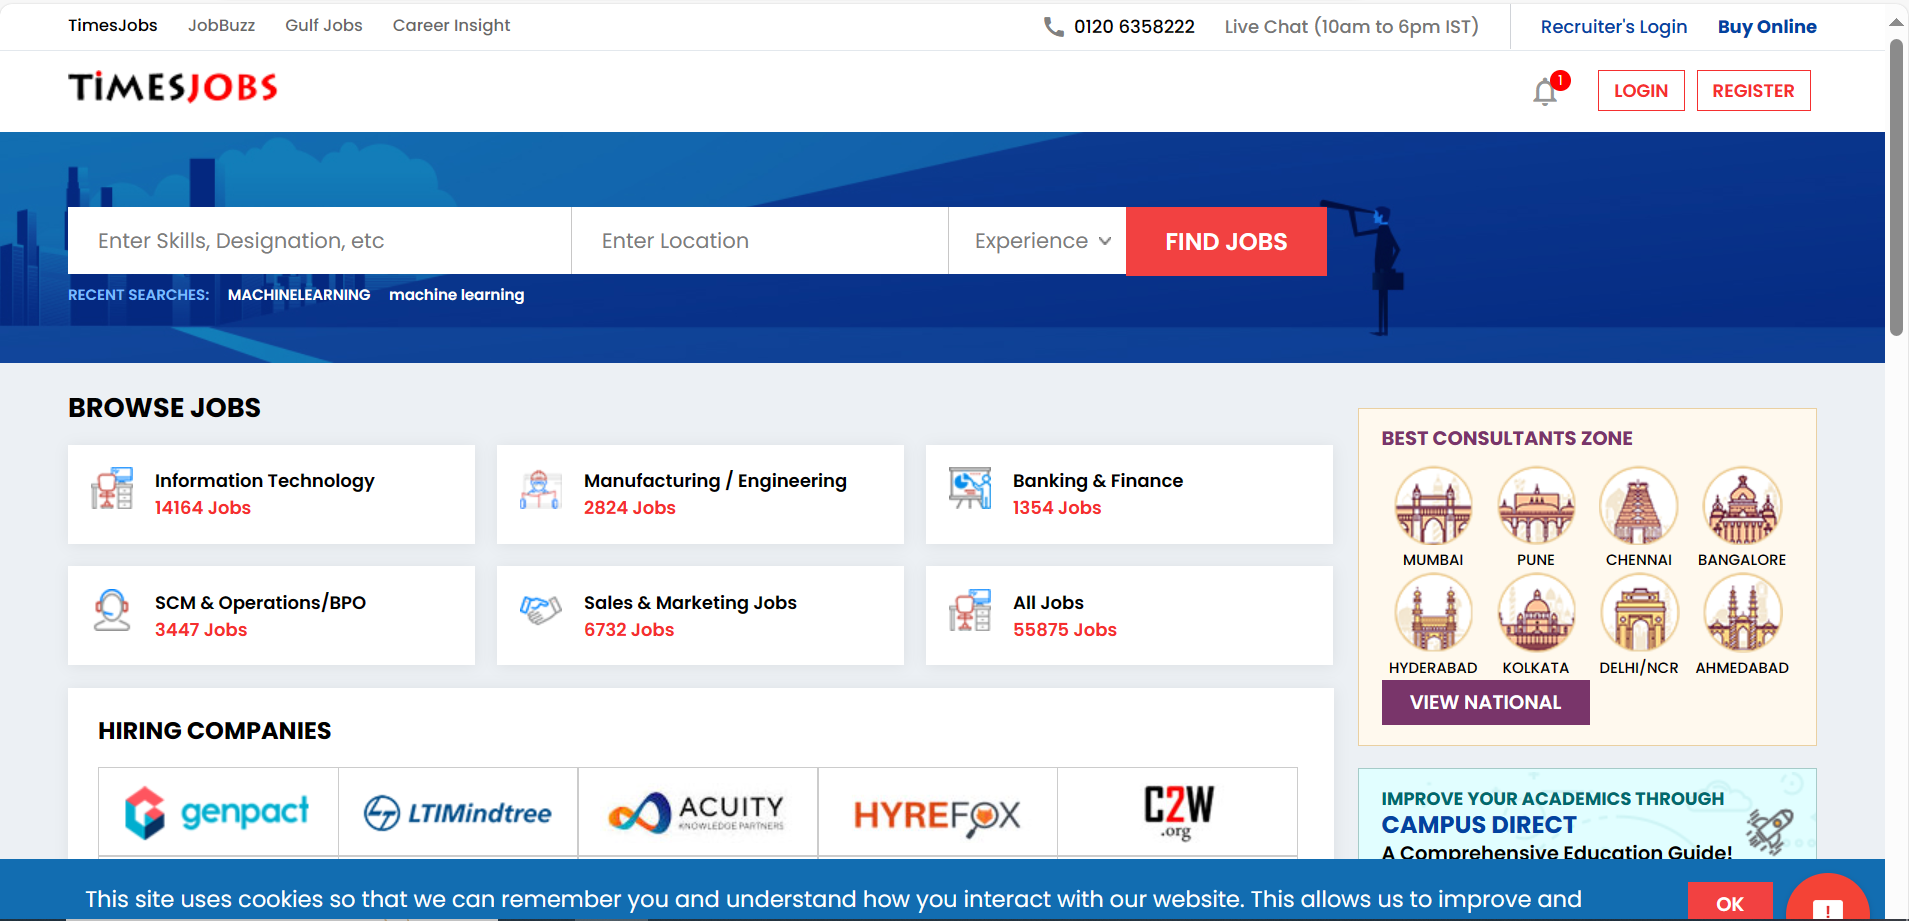 TimesJobs JobBuzz Gulf Jobs Career Insight 0120 6358222 Live Chat (10am to 6pm IST) Recruiter's Login Buy Online
TiMESJOBS
1
LOGIN REGISTER
Enter Skills, Designation, etc Enter Location Experience FIND JOBS
RECENT SEARCHES: MACHINELEARNING machine learning
BROWSE JOBS
Information Technology
14164 Jobs
Manufacturing / Engineering
2824 Jobs
Banking & Finance
1354 Jobs
SCM & Operations/BPO
3447 Jobs
Sales & Marketing Jobs
6732 Jobs
All Jobs
55875 Jobs
HIRING COMPANIES
genpact
LTIMindtree
ACUITY
KNOWLEDGE PARTNERS
HYREFOX
C2W
.org
BEST CONSULTANTS ZONE
MUMBAI PUNE CHENNAI BANGALORE
HYDERABAD KOLKATA DELHI/NCR AHMEDABAD
VIEW NATIONAL
IMPROVE YOUR ACADEMICS THROUGH
CAMPUS DIRECT
A Comprehensive Education Guide!
This site uses cookies so that we can remember you and understand how you interact with our website. This allows us to improve and
OK